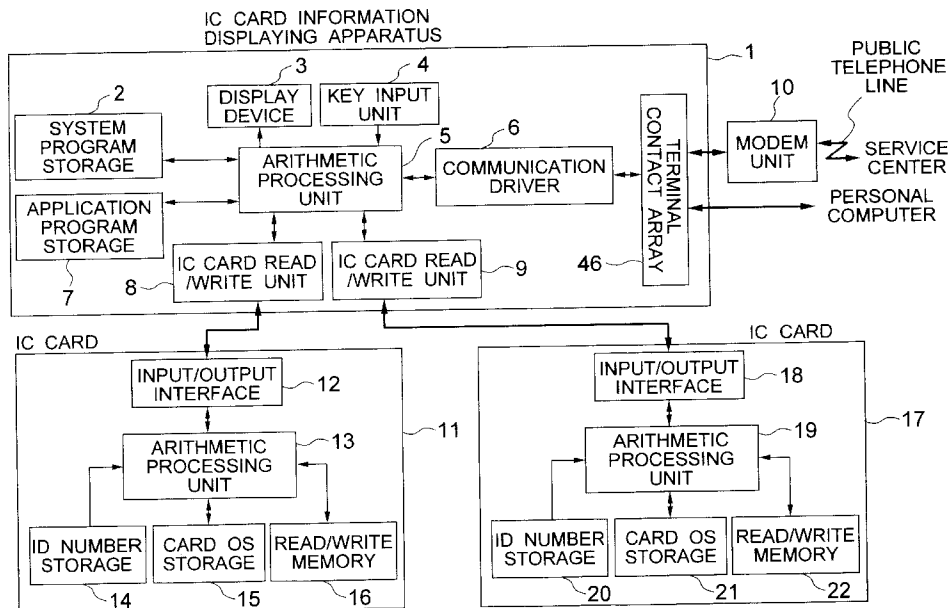 IC CARD INFORMATION
DISPLAYING APPARATUS
1
PUBLIC
TELEPHONE
LINE
2
3
4
10
SYSTEM
PROGRAM
STORAGE
DISPLAY
DEVICE
KEY INPUT
UNIT
5
6
ARITHMETIC
PROCESSING
UNIT
COMMUNICATION
DRIVER
TERMINAL
CONTACT ARRAY
MODEM
UNIT
SERVICE
CENTER
PERSONAL
COMPUTER
APPLICATION
PROGRAM
STORAGE
7
8
IC CARD READ
/WRITE UNIT
IC CARD READ
/WRITE UNIT
9
46
IC CARD
INPUT/OUTPUT
INTERFACE
12
11
ARITHMETIC
PROCESSING
UNIT
13
ID NUMBER
STORAGE
CARD OS
STORAGE
READ/WRITE
MEMORY
14
15
16
IC CARD
INPUT/OUTPUT
INTERFACE
18
17
ARITHMETIC
PROCESSING
UNIT
19
ID NUMBER
STORAGE
CARD OS
STORAGE
READ/WRITE
MEMORY
20
21
22